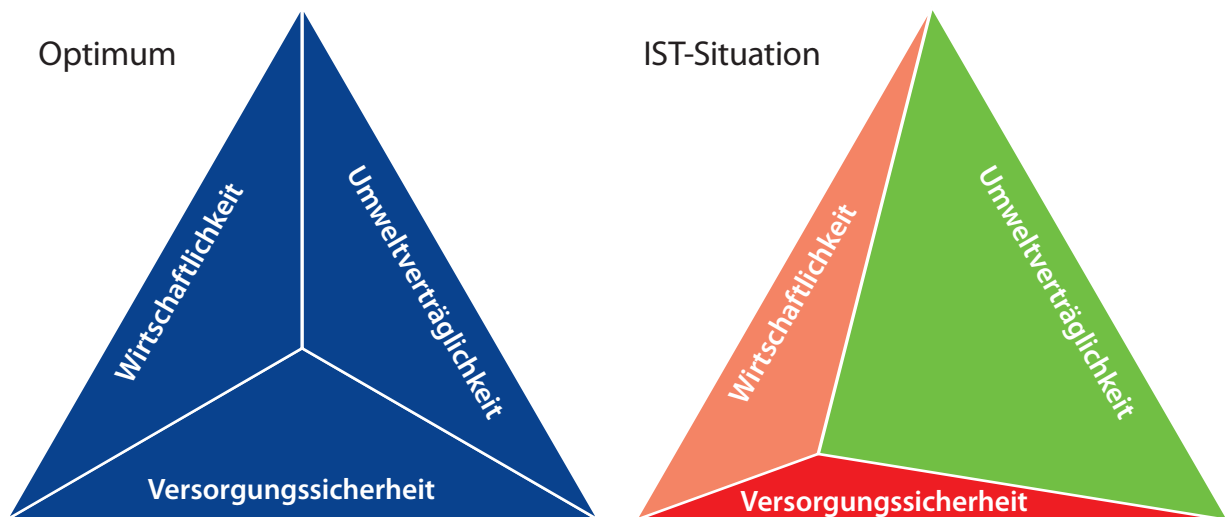 Optimum
Wirtschaftlichkeit
Umweltverträglichkeit
Versorgungssicherheit
IST-Situation
Wirtschaftlichkeit
Umweltverträglichkeit
Versorgungssicherheit